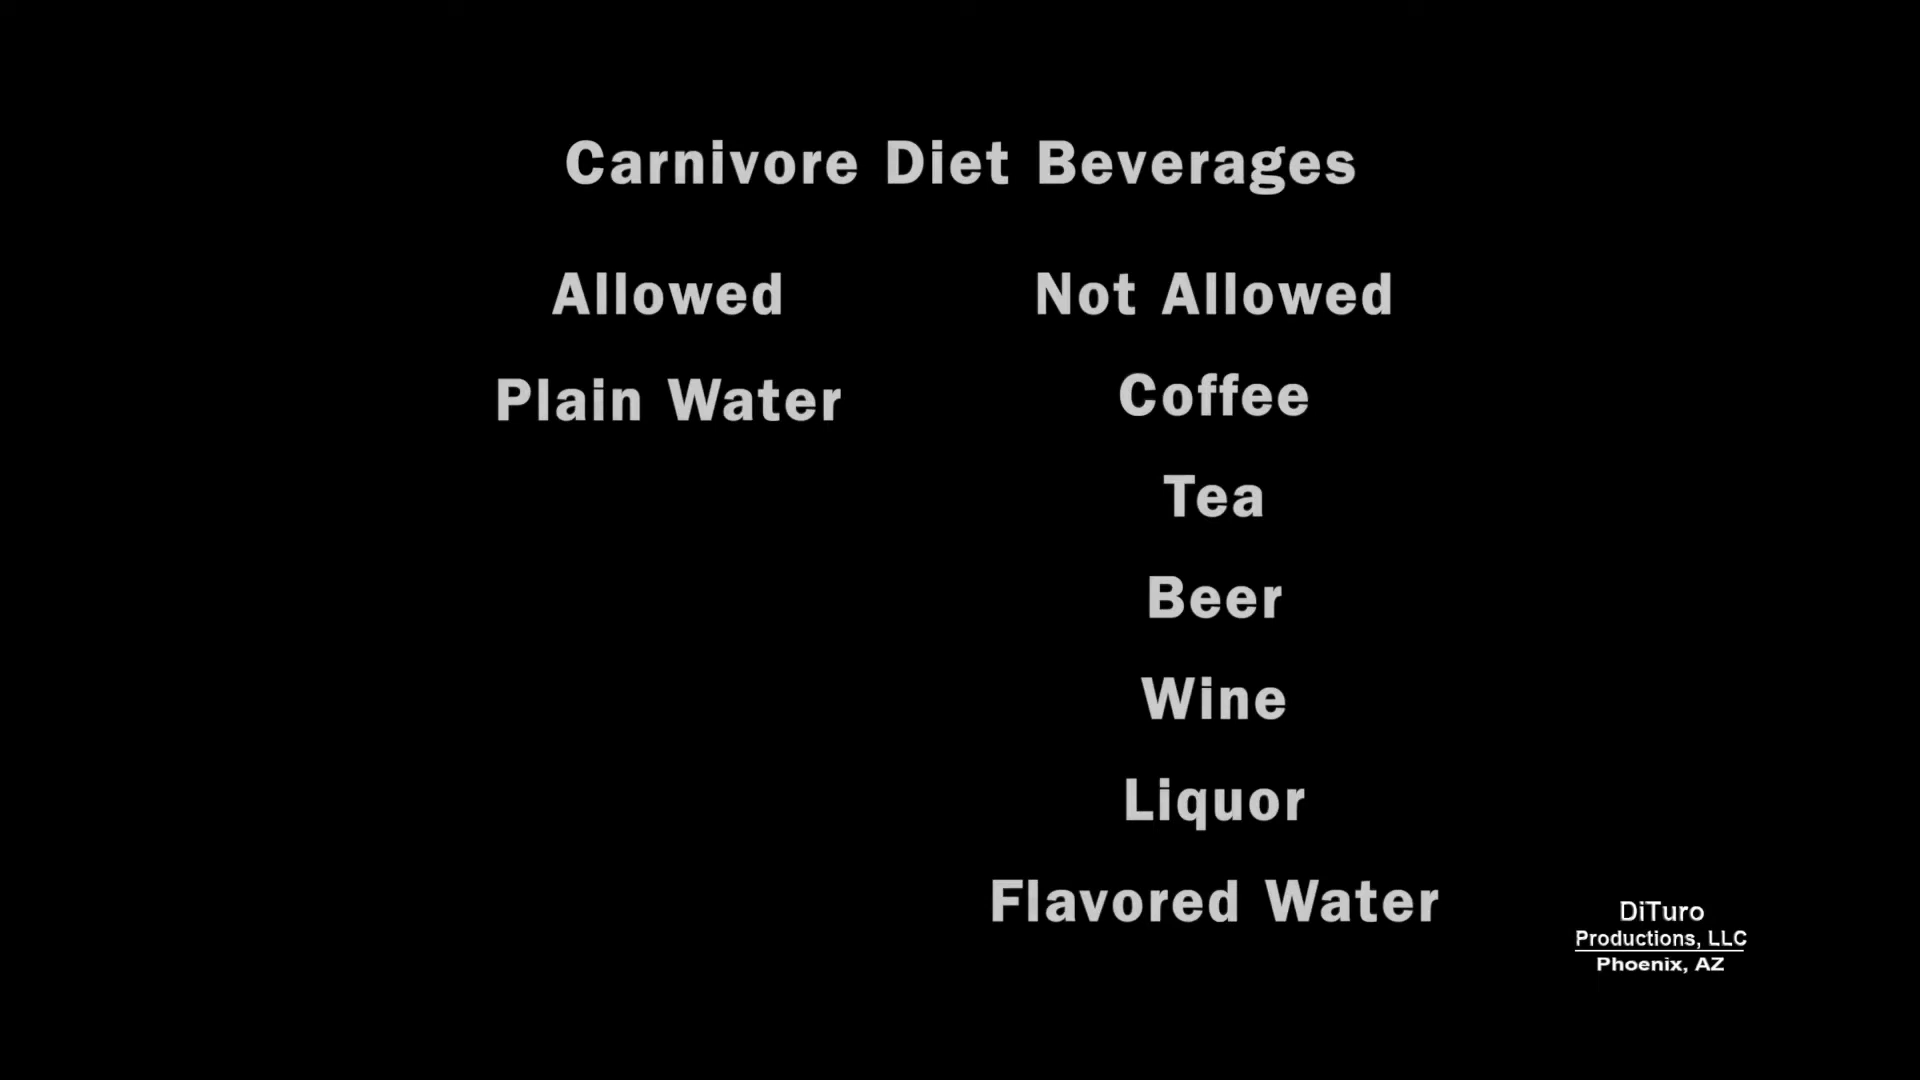 Carnivore Diet Beverages
Allowed
Plain Water
Not Allowed
Coffee
Tea
Beer
Wine
Liquor
Flavored Water
DiTuro
Productions, LLC
Phoenix, AZ